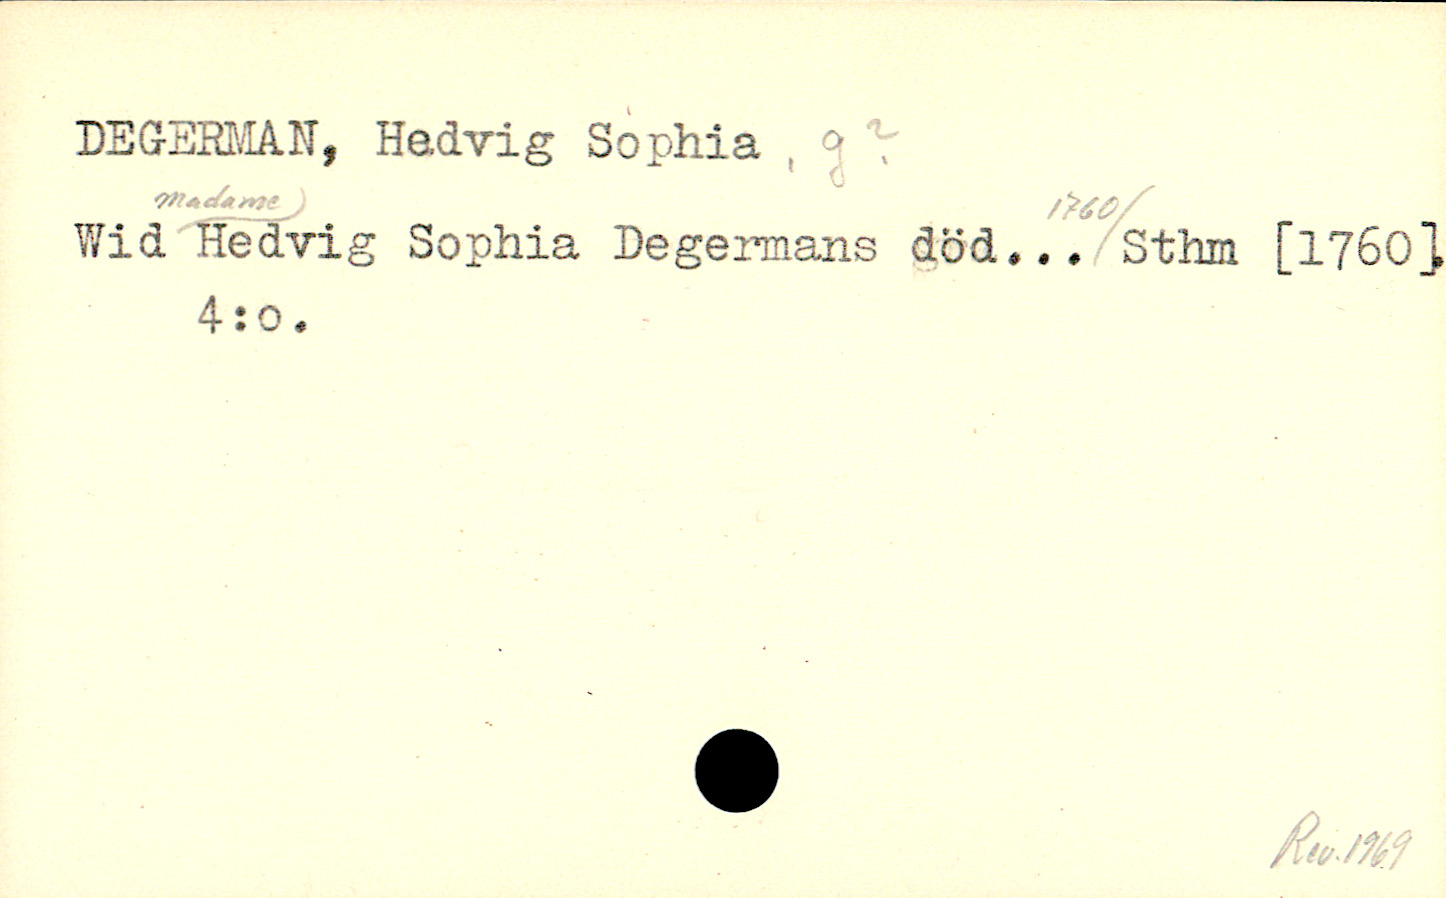 DEGERMAN, Hedvig Sophia , g?
madame
1760/
Wid Hedvig Sophia Degermans död... Sthm [1760].
4:o.
Rev. 1969